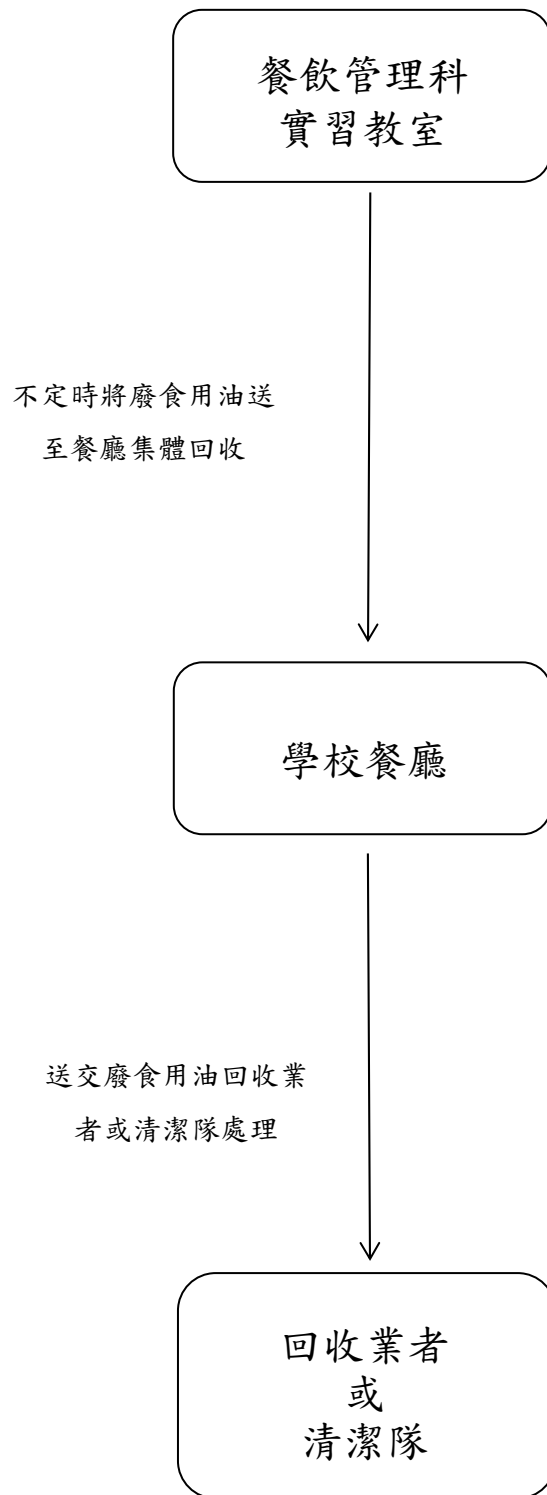 餐飲管理科
實習教室
不定時將廢食用油送
至餐廳集體回收
學校餐廳
送交廢食用油回收業
者或清潔隊處理
回收業者
或
清潔隊